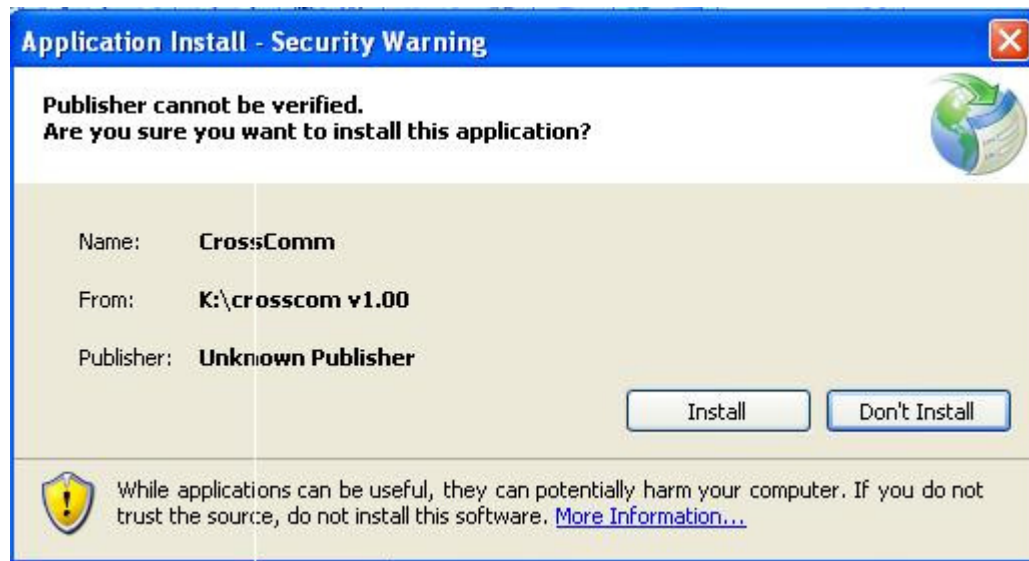 Application Install - Security Warning
Publisher cannot be verified.
Are you sure you want to install this application?
Name: CrossComm
From: K:\crosscom v1.00
Publisher: Unknown Publisher
Install Don't Install
While applications can be useful, they can potentially harm your computer. If you do not
trust the source, do not install this software. More Information...